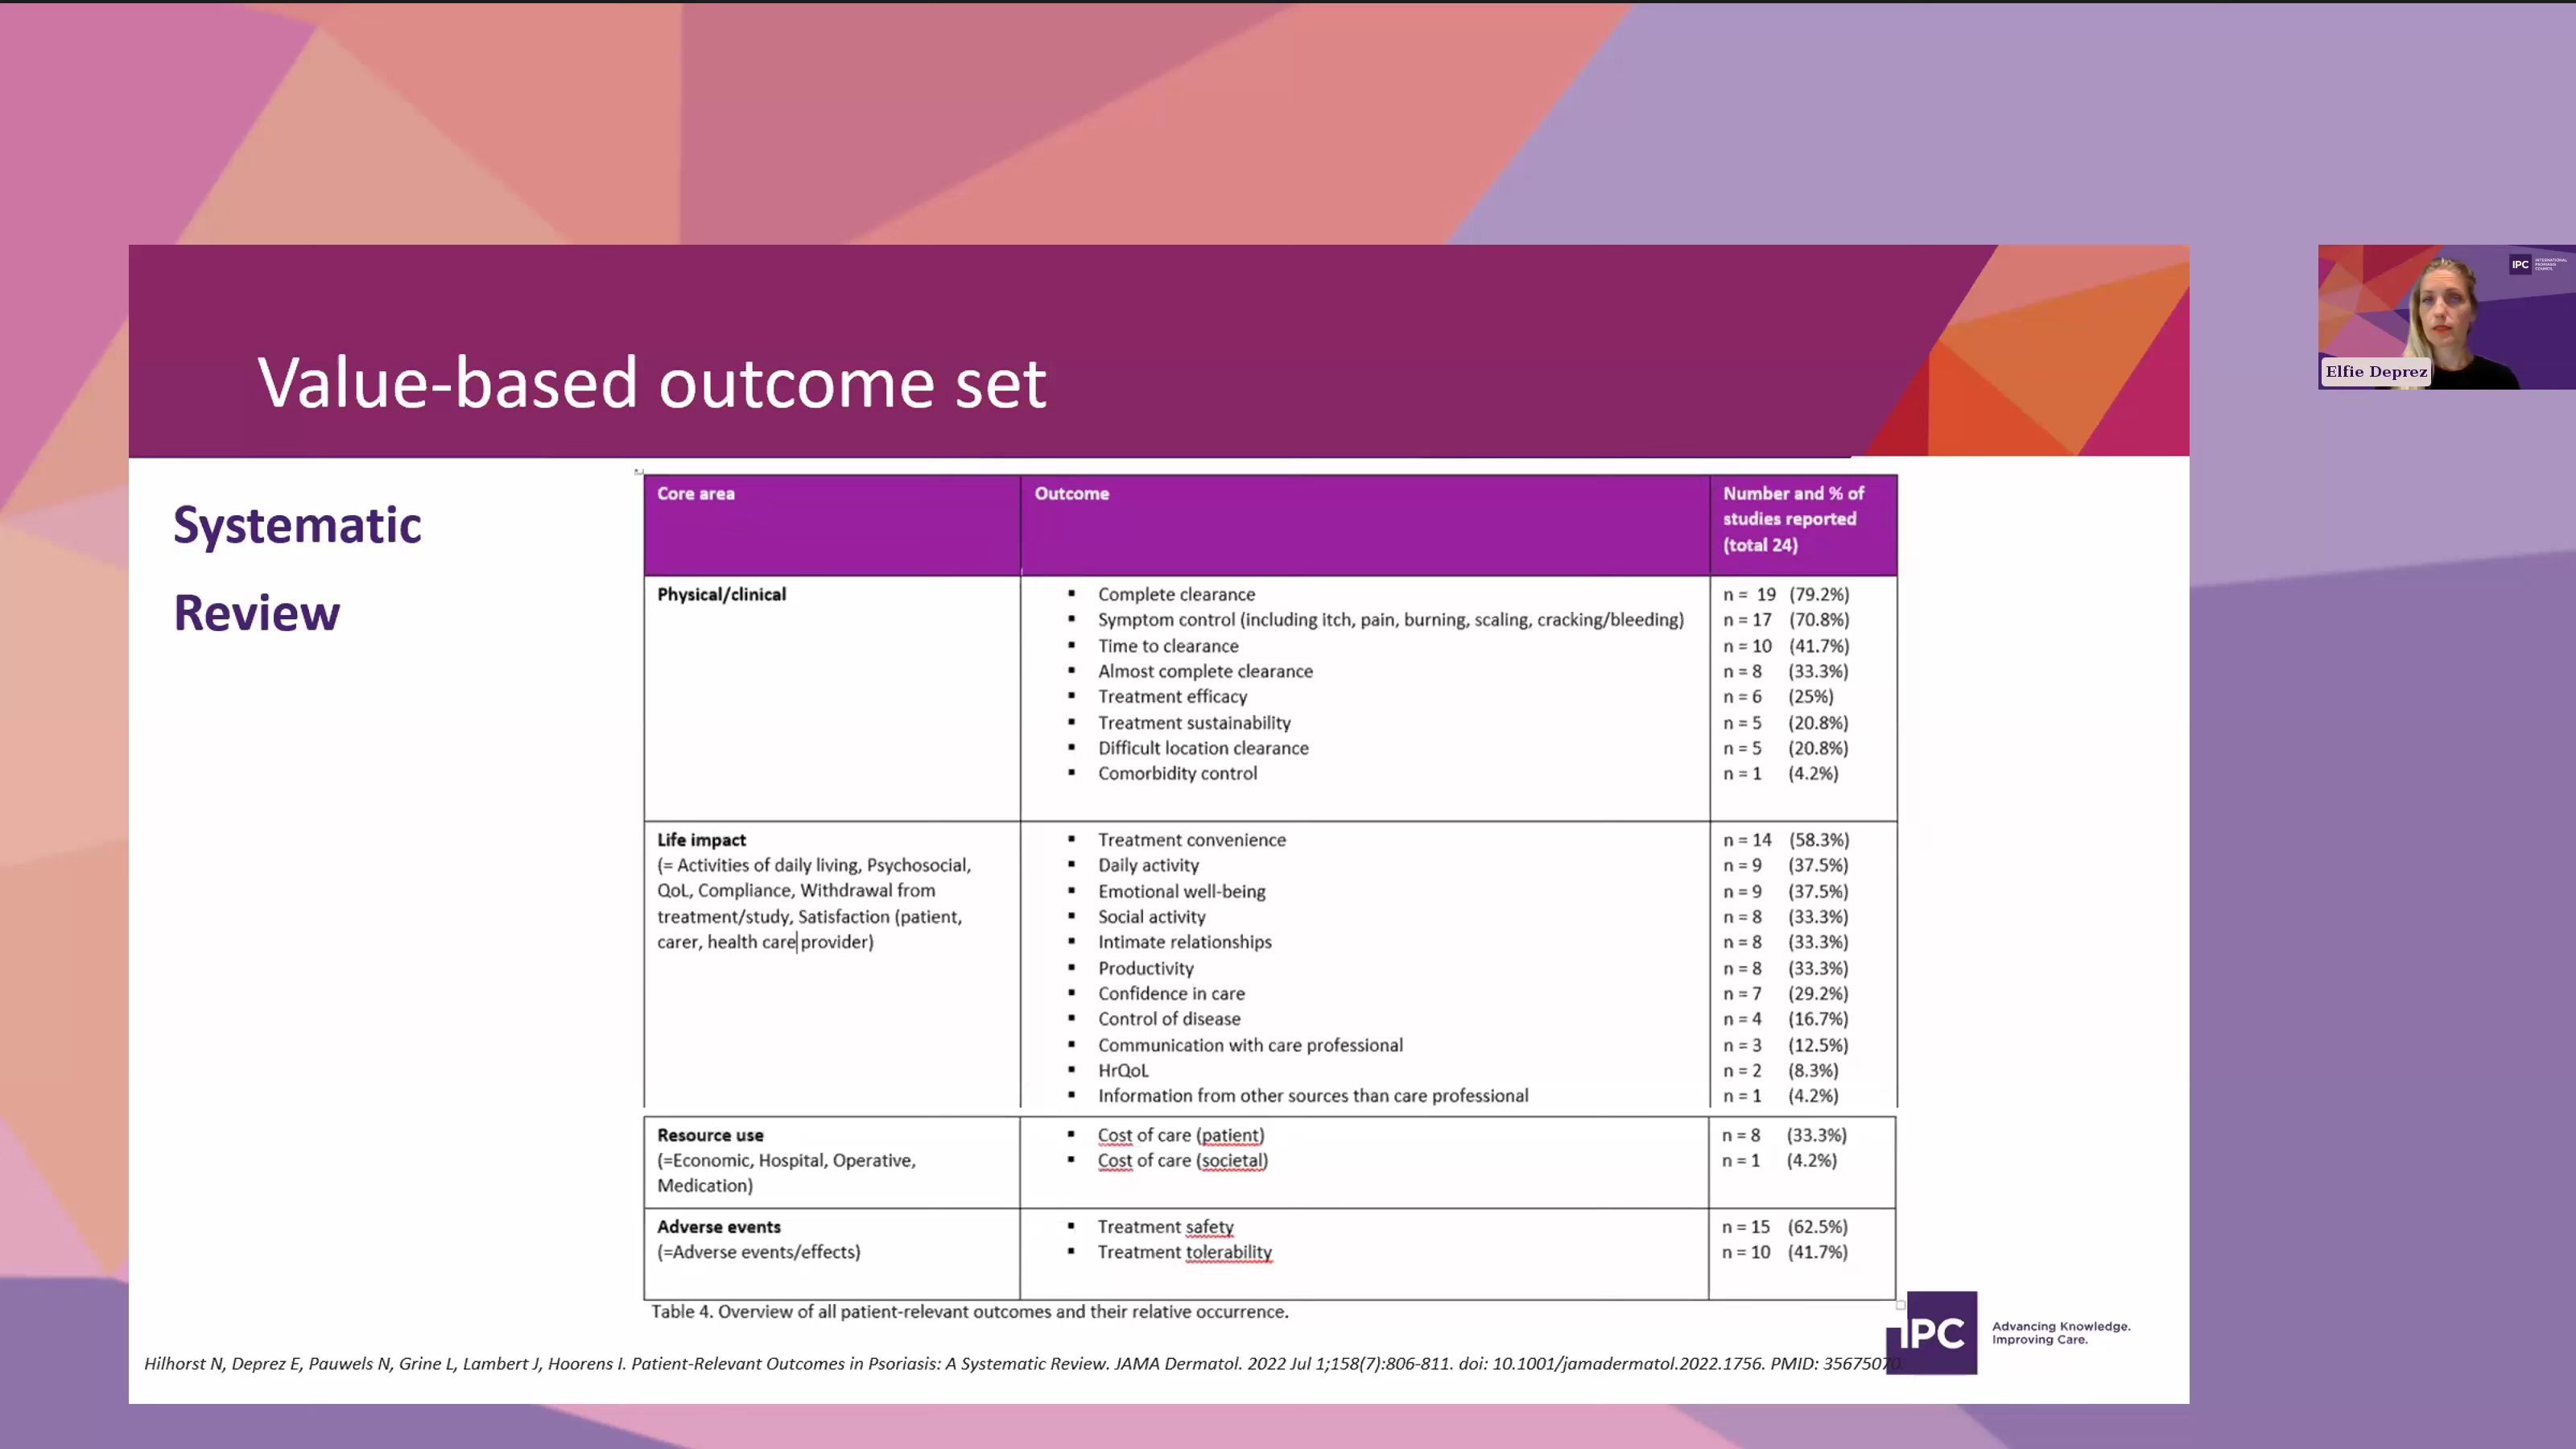 Value-based outcome set
IPC INTERNATIONAL PSORIASIS COUNCIL
Elfie Deprez
Systematic
Review
Core area
Outcome
Number and % of
studies reported
(total 24)
Physical/clinical
▪ Complete clearance n = 19 (79.2%)
▪ Symptom control (including itch, pain, burning, scaling, cracking/bleeding) n = 17 (70.8%)
▪ Time to clearance n = 10 (41.7%)
▪ Almost complete clearance n = 8 (33.3%)
▪ Treatment efficacy n = 6 (25%)
▪ Treatment sustainability n = 5 (20.8%)
▪ Difficult location clearance n = 5 (20.8%)
▪ Comorbidity control n = 1 (4.2%)
Life impact
(= Activities of daily living, Psychosocial,
QoL, Compliance, Withdrawal from
treatment/study, Satisfaction (patient,
carer, health care provider)
▪ Treatment convenience n = 14 (58.3%)
▪ Daily activity n = 9 (37.5%)
▪ Emotional well-being n = 9 (37.5%)
▪ Social activity n = 8 (33.3%)
▪ Intimate relationships n = 8 (33.3%)
▪ Productivity n = 8 (33.3%)
▪ Confidence in care n = 7 (29.2%)
▪ Control of disease n = 4 (16.7%)
▪ Communication with care professional n = 3 (12.5%)
▪ HrQoL n = 2 (8.3%)
▪ Information from other sources than care professional n = 1 (4.2%)
Resource use
(=Economic, Hospital, Operative,
Medication)
▪ Cost of care (patient) n = 8 (33.3%)
▪ Cost of care (societal) n = 1 (4.2%)
Adverse events
(=Adverse events/effects)
▪ Treatment safety n = 15 (62.5%)
▪ Treatment tolerability n = 10 (41.7%)
Table 4. Overview of all patient-relevant outcomes and their relative occurrence.
IPC
Advancing Knowledge.
Improving Care.
Hilhorst N, Deprez E, Pauwels N, Grine L, Lambert J, Hoorens I. Patient-Relevant Outcomes in Psoriasis: A Systematic Review. JAMA Dermatol. 2022 Jul 1;158(7):806-811. doi: 10.1001/jamadermatol.2022.1756. PMID: 35675070